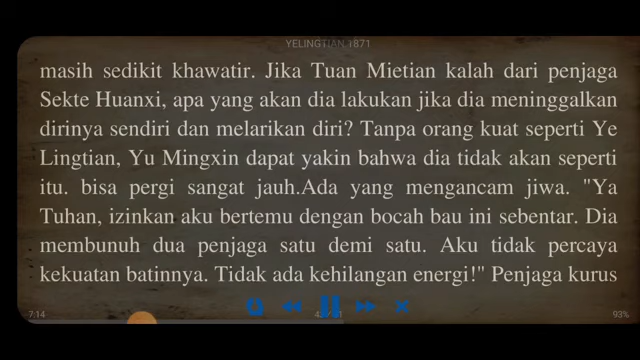 YELINGTIAN,1871
masih sedikit khawatir. Jika Tuan Mietian kalah dari penjaga
Sekte Huanxi, apa yang akan dia lakukan jika dia meninggalkan
dirinya sendiri dan melarikan diri? Tanpa orang kuat seperti Ye
Lingtian, Yu Mingxin dapat yakin bahwa dia tidak akan seperti
itu. bisa pergi sangat jauh.Ada yang mengancam jiwa. "Ya
Tuhan, izinkan aku bertemu dengan bocah bau ini sebentar. Dia
membunuh dua penjaga satu demi satu. Aku tidak percaya
kekuatan batinnya. Tidak ada kehilangan energi!" Penjaga kurus
7:14
93%